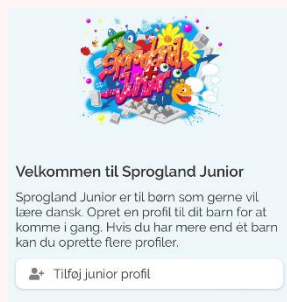 Sprogland
Junior
Velkommen til Sprogland Junior
Sprogland Junior er til børn som gerne vil
lære dansk. Opret en profil til dit barn for at
komme i gang. Hvis du har mere end ét barn
kan du oprette flere profiler.
Tilføj junior profil